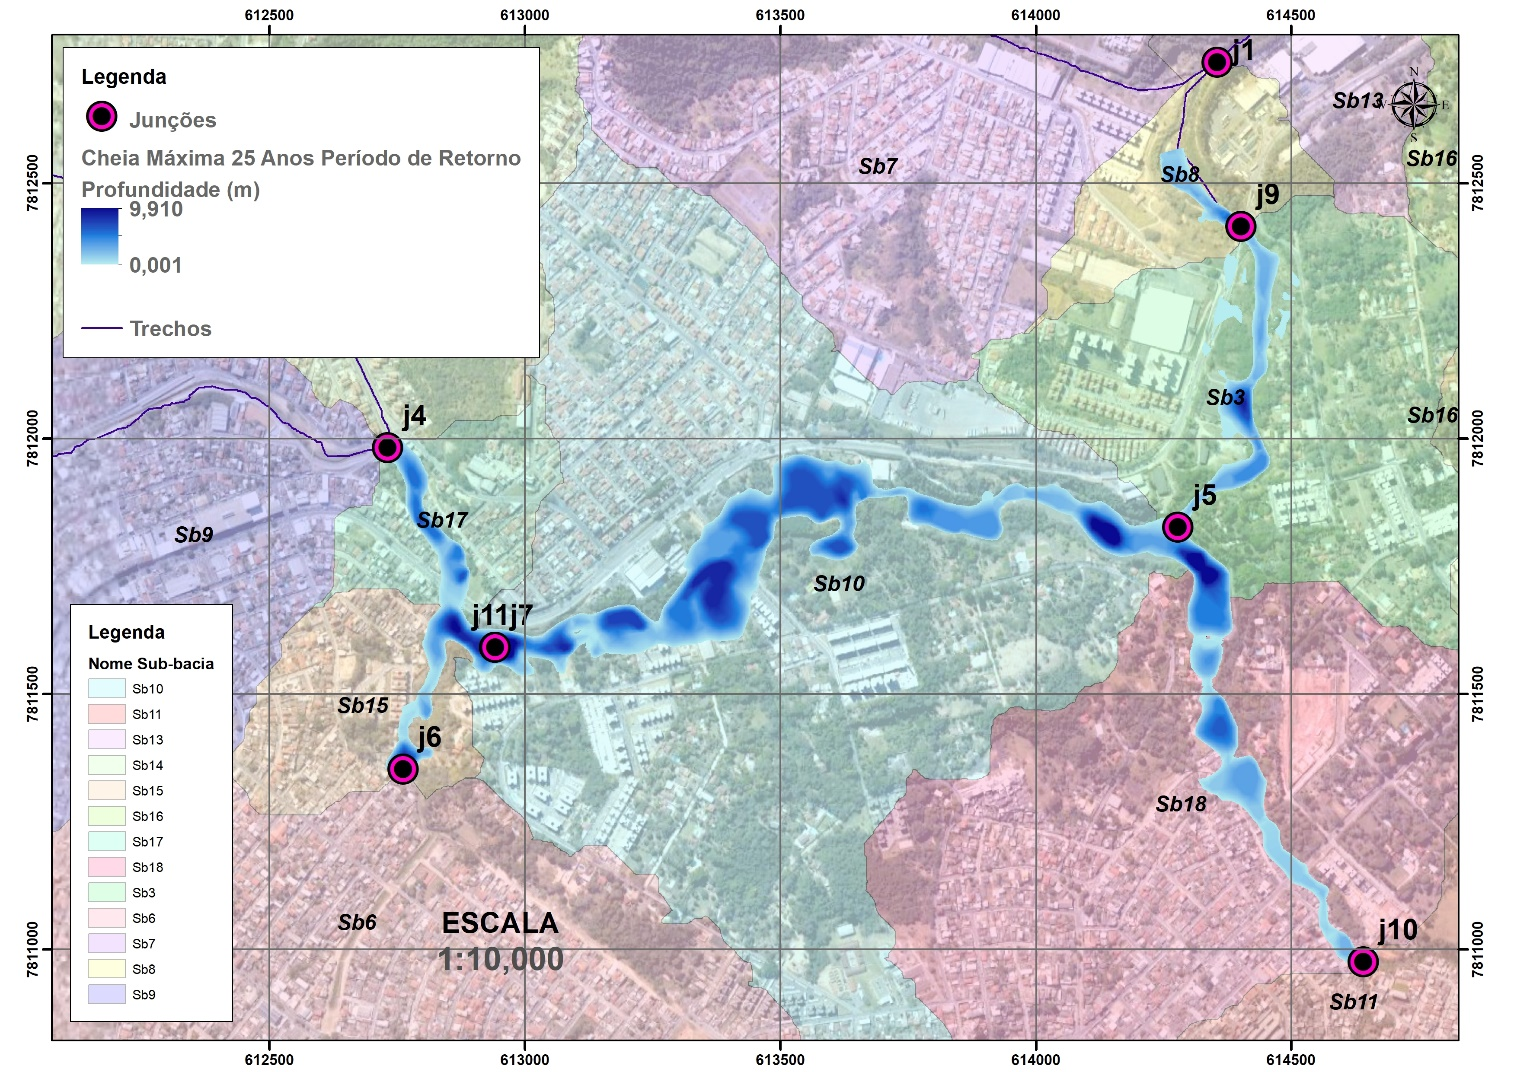 612500 613000 613500 614000 614500
Legenda
Junções
Cheia Máxima 25 Anos Período de Retorno
Profundidade (m)
9,910
0,001
Trechos
j1
N
W E
S
Sb13
Sb16
Sb7
Sb8
j9
7812500
7812500
Sb3
Sb16
j4
7812000
7812000
j5
Sb17
Sb9
Sb10
j11j7
Legenda
Nome Sub-bacia
Sb10
Sb11
Sb13
Sb14
Sb15
Sb16
Sb17
Sb18
Sb3
Sb6
Sb7
Sb8
Sb9
7811500
7811500
Sb15
j6
Sb18
Sb6
ESCALA
1:10,000
j10
7811000
7811000
Sb11
612500 613000 613500 614000 614500